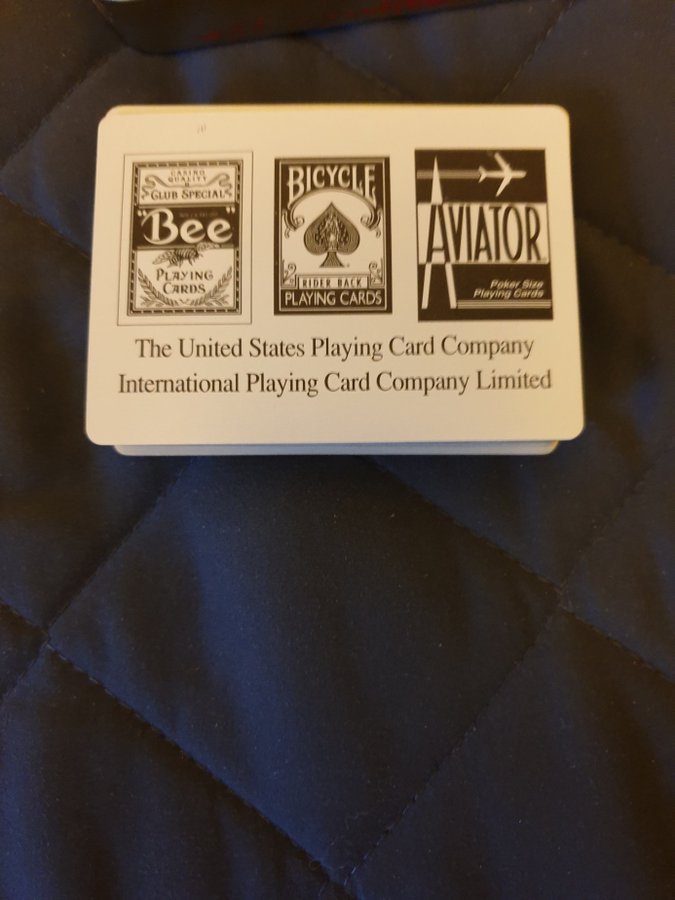 CASINO
QUALITY
CLUB SPECIAL
"Bee"
PLAYING
CARDS
BICYCLE
RIDER BACK
PLAYING CARDS
AVIATOR
Poker Size
Playing Cards
The United States Playing Card Company
International Playing Card Company Limited